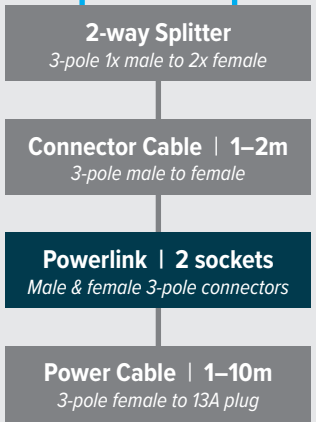 2-way Splitter
3-pole 1x male to 2x female
Connector Cable | 1–2m
3-pole male to female
Powerlink | 2 sockets
Male & female 3-pole connectors
Power Cable | 1–10m
3-pole female to 13A plug